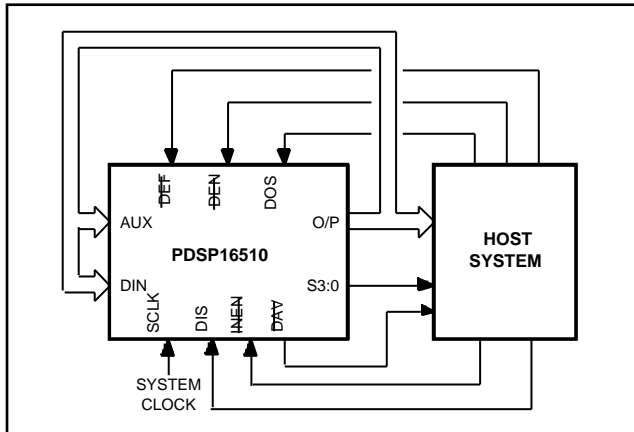 DEF
DEN
DOS
AUX
O/P
PDSP16510
HOST
SYSTEM
DIN
S3:0
SCLK
DIS
INEN
DAV
SYSTEM
CLOCK